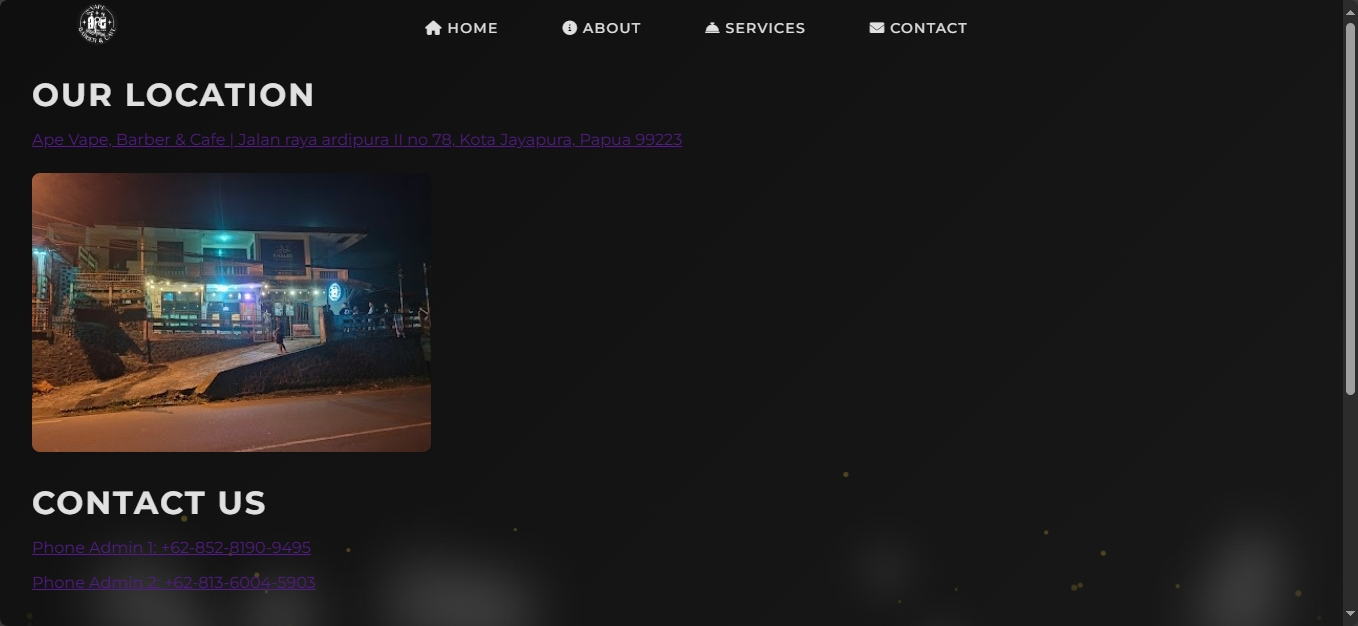 HOME
ABOUT
SERVICES
CONTACT
OUR LOCATION
Ape Vape, Barber & Cafe | Jalan raya ardipura II no 78, Kota Jayapura, Papua 99223
CONTACT US
Phone Admin 1: +62-852-8190-9495
Phone Admin 2: +62-813-6004-5903